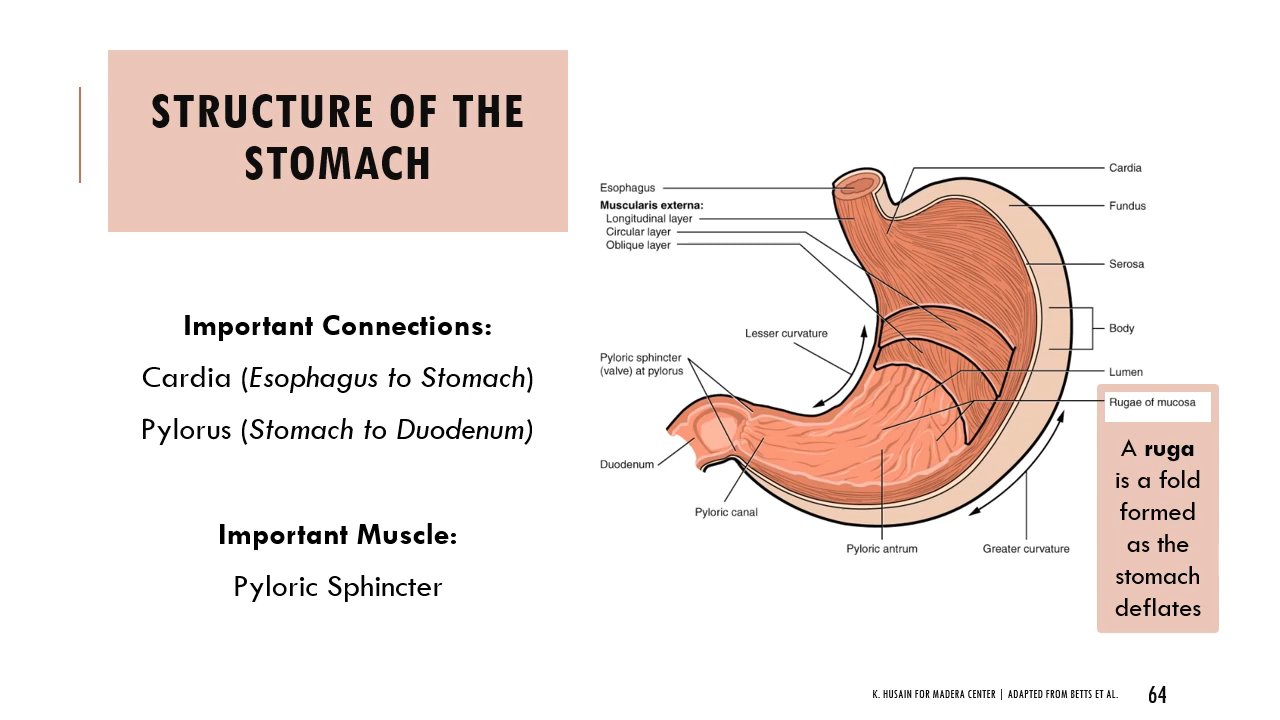 STRUCTURE OF THE
STOMACH
Important Connections:
Cardia (Esophagus to Stomach)
Pylorus (Stomach to Duodenum)
Important Muscle:
Pyloric Sphincter
Esophagus
Muscularis externa:
Longitudinal layer
Circular layer
Oblique layer
Lesser curvature
Pyloric sphincter
(valve) at pylorus
Duodenum
Pyloric canal
Pyloric antrum
Greater curvature
Cardia
Fundus
Serosa
Body
Lumen
Rugae of mucosa
A ruga
is a fold
formed
as the
stomach
deflates
K. HUSAIN FOR MADERA CENTER | ADAPTED FROM BETTS ET AL.
64